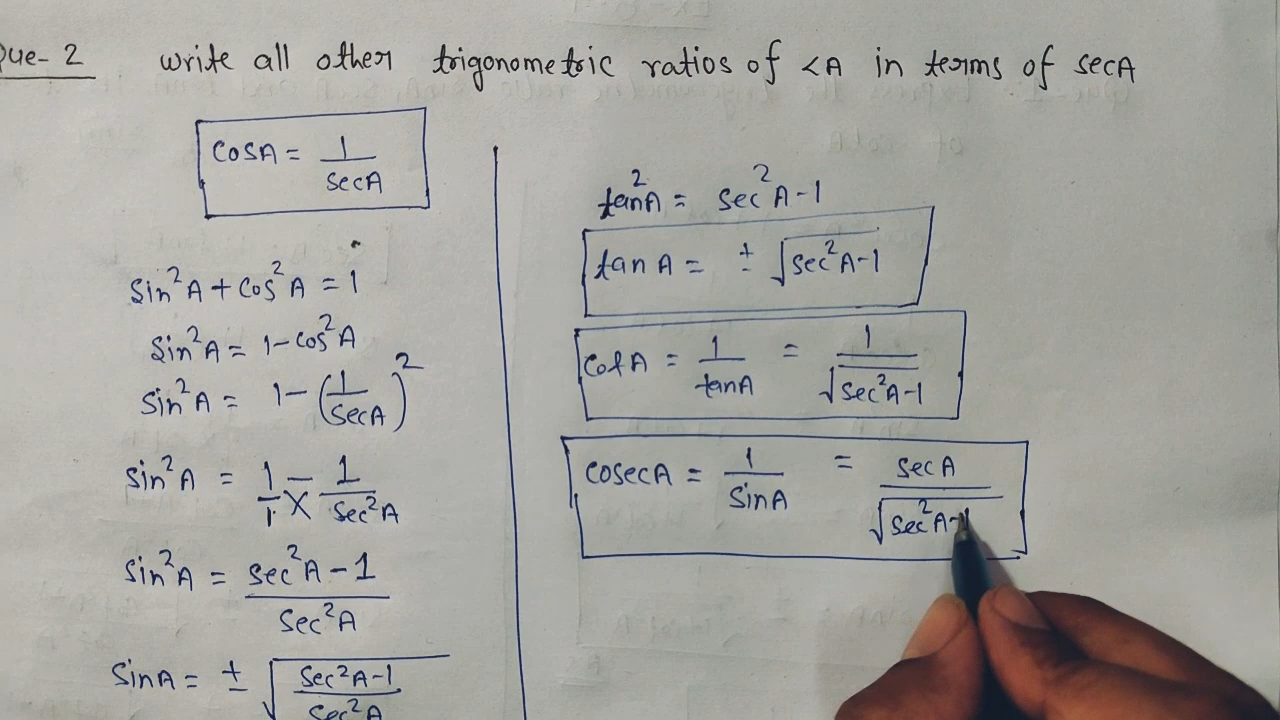 Que-2 write all other trigonometric ratios of <A in terms of secA
cosA = 1/secA
sin²A + cos²A = 1
sin²A = 1-cos²A
sin²A = 1-(1/secA)²
sin²A = 1/1 - 1/sec²A
sin²A = sec²A-1/sec²A
sinA = ± √sec²A-1/sec²A
tan²A = sec²A-1
tan A = ± √sec²A-1
cotA = 1/tanA = 1/√sec²A-1
cosecA = 1/sinA = secA/√sec²A-1